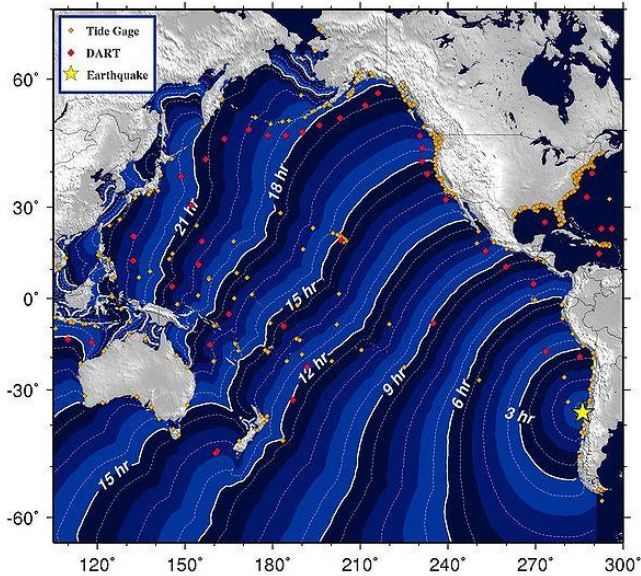 Tide Gage
DART
Earthquake
60°
30°
0°
-30°
-60°
21 hr
18 hr
15 hr
12 hr
9 hr
6 hr
3 hr
15 hr
120° 150° 180° 210° 240° 270° 300°